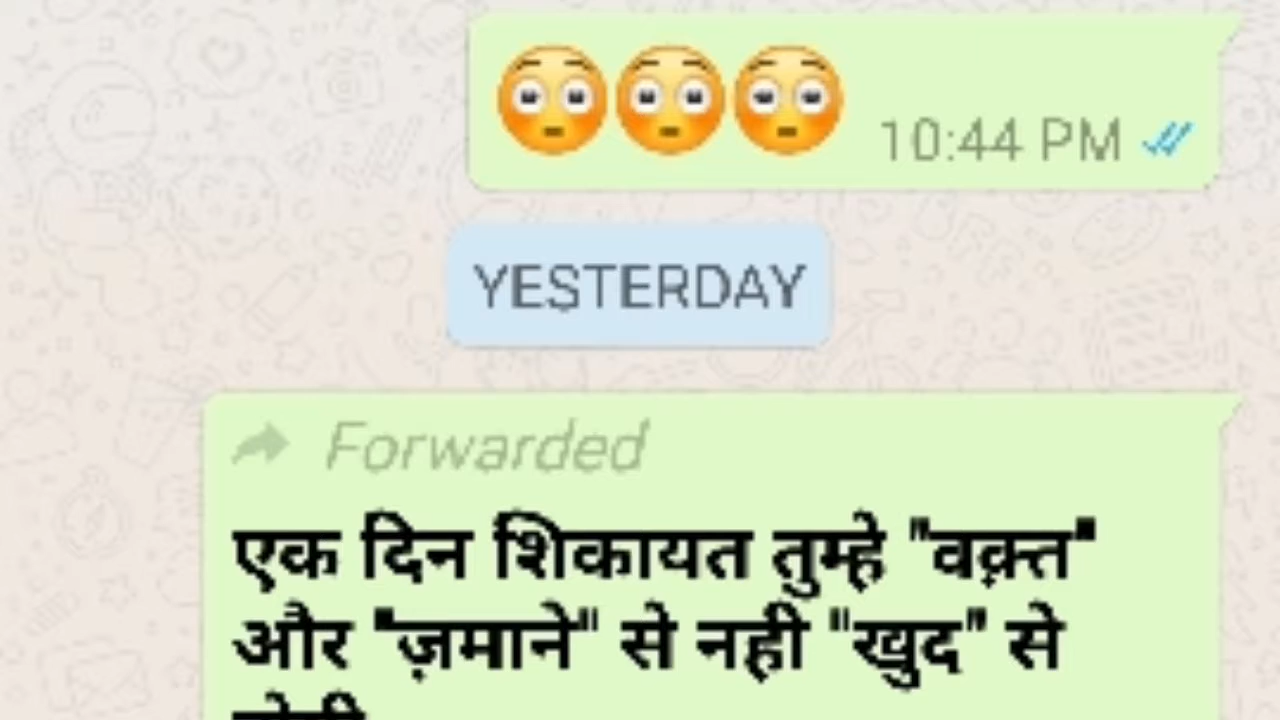 😳😳😳 10:44 PM
YESTERDAY
Forwarded
एक दिन शिकायत तुम्हे "वक़्त"
और "ज़माने" से नही "खुद" से